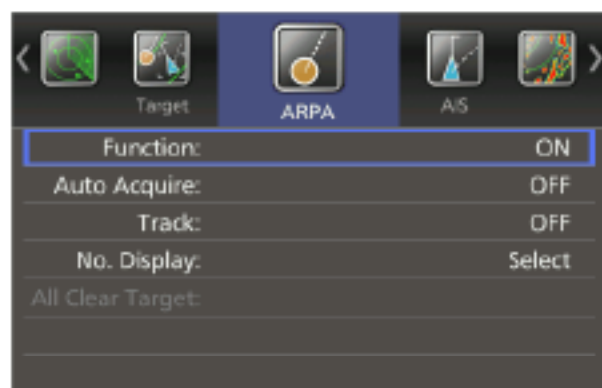 Target
ARPA
AIS
Function: ON
Auto Acquire: OFF
Track: OFF
No. Display: Select
All Clear Target: